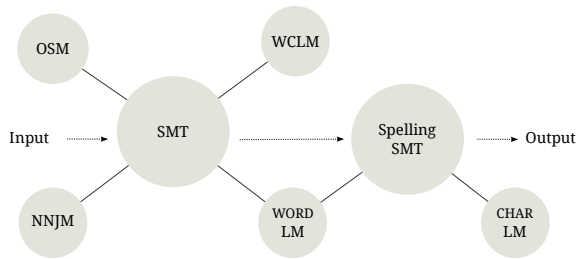 OSM
WCLM
Input
SMT
Spelling
SMT
Output
NNJM
WORD
LM
CHAR
LM